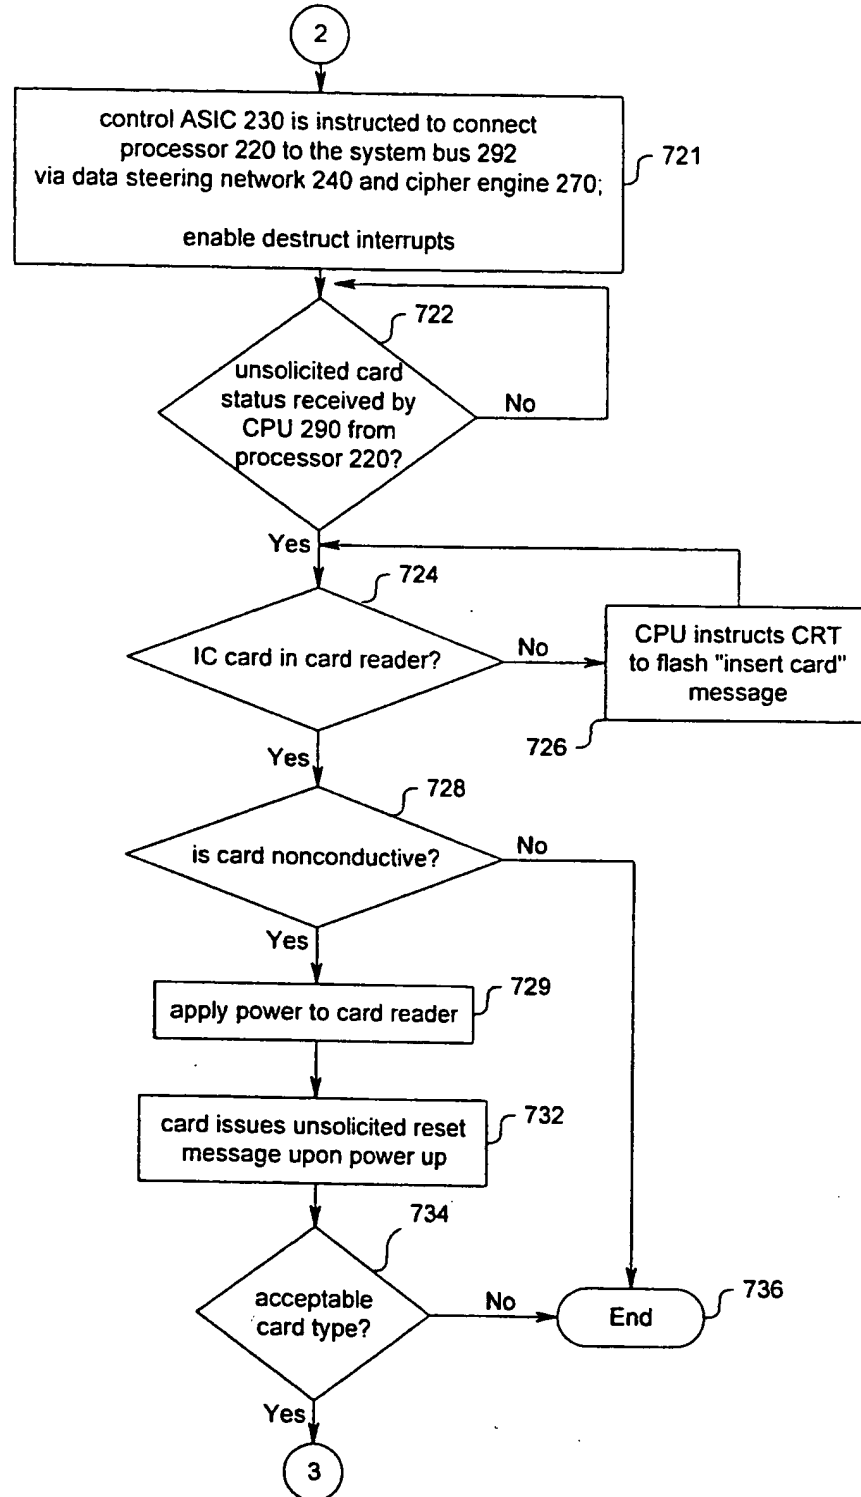 2
control ASIC 230 is instructed to connect
processor 220 to the system bus 292
via data steering network 240 and cipher engine 270;
enable destruct interrupts
721
722
unsolicited card
status received by
CPU 290 from
processor 220?
No
Yes
724
IC card in card reader?
No
CPU instructs CRT
to flash "insert card"
message
726
Yes
728
is card nonconductive?
No
Yes
729
apply power to card reader
732
card issues unsolicited reset
message upon power up
734
acceptable
card type?
No
End
736
Yes
3